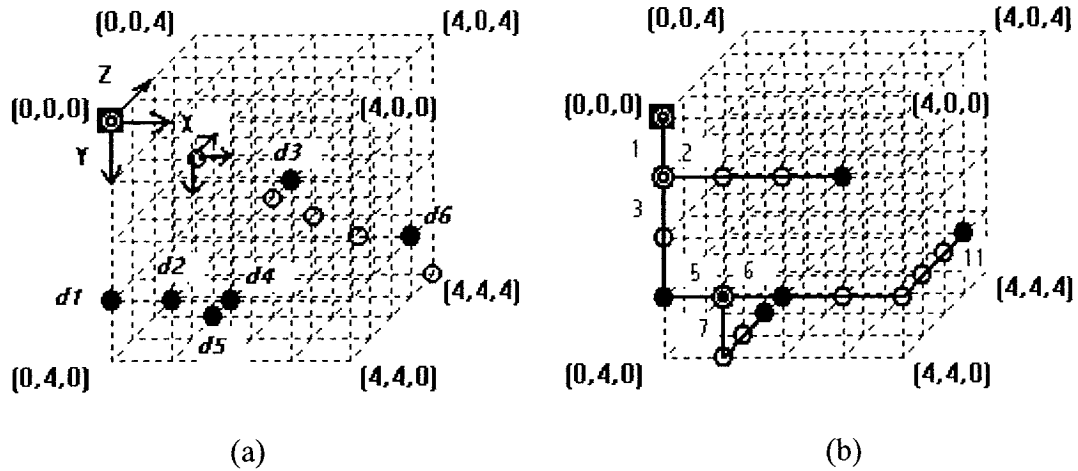 [0,0,4]
[4,0,4]
Z
[0,0,0]
X
[4,0,0]
Y
d3
d6
d2
d4
d1
[4,4,4]
d5
[0,4,0]
[4,4,0]
(a)
[0,0,4]
[4,0,4]
[0,0,0]
[4,0,0]
1
2
3
11
5
6
[4,4,4]
7
[0,4,0]
[4,4,0]
(b)